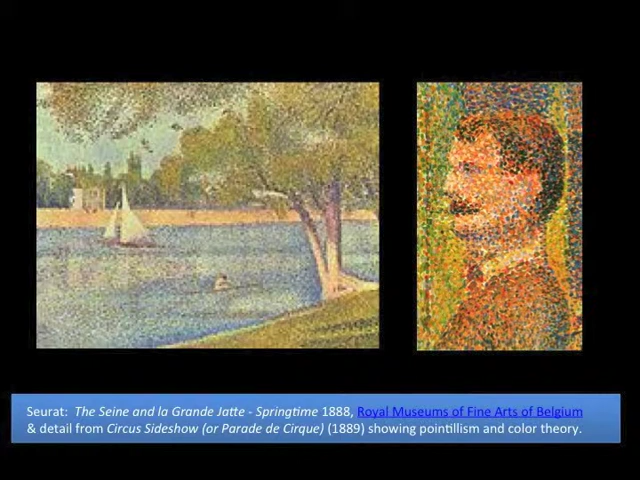 Seurat: The Seine and la Grande Jatte - Springtime 1888, Royal Museums of Fine Arts of Belgium
& detail from Circus Sideshow (or Parade de Cirque) (1889) showing pointillism and color theory.